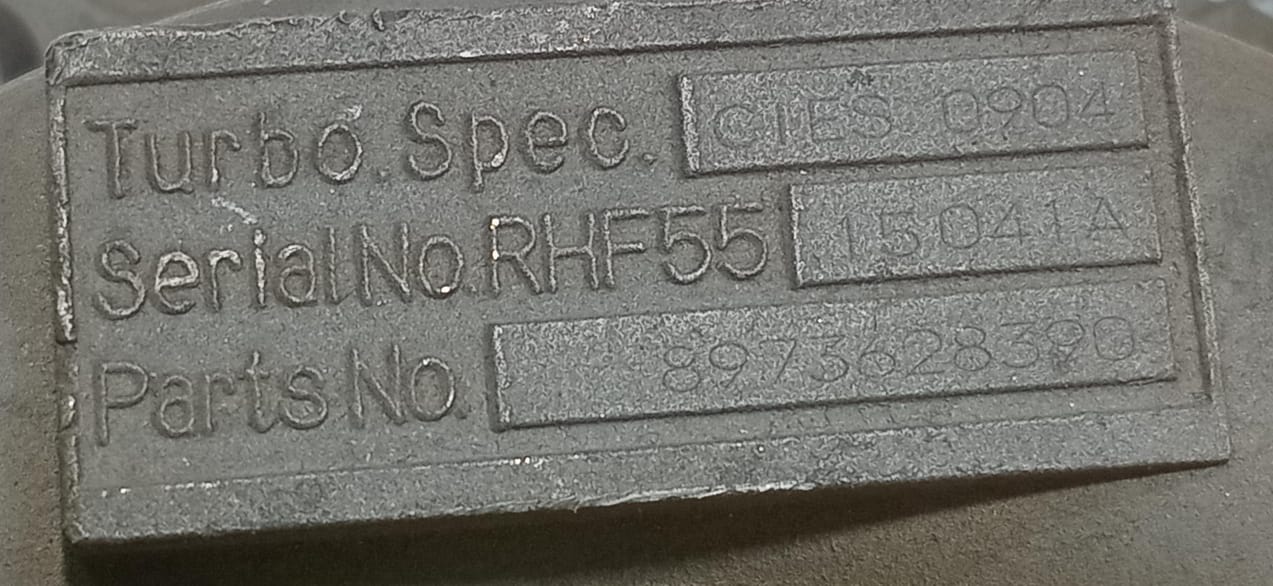 Turbo. Spec. CIES 0904
Serial No. RHF55 15041A
Parts No. 8973628390